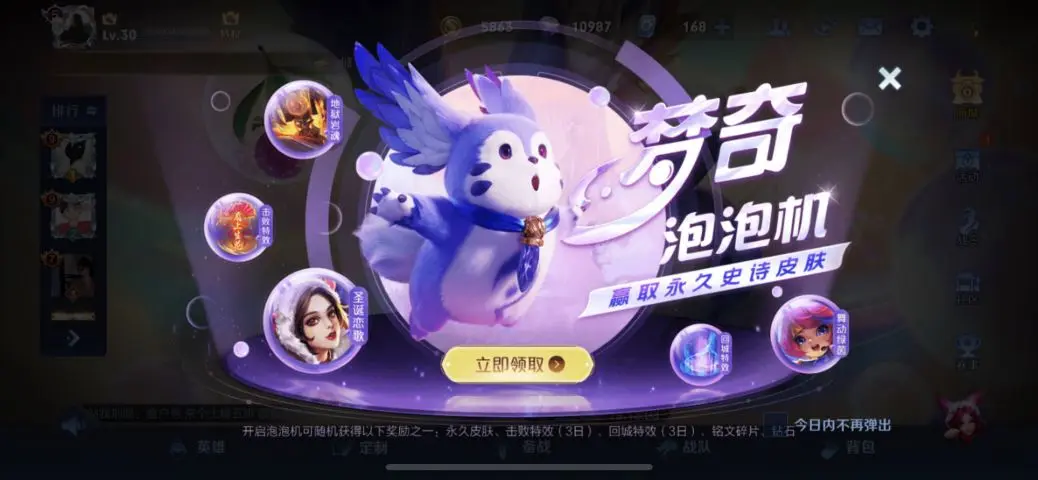 Lv.30
5863
10987
168
排行
梦奇
泡泡机
赢取永久史诗皮肤
地狱岩魂
击败特效
圣诞恋歌
舞动绿茵
回城特效
立即领取
开启泡泡机可随机获得以下奖励之一：永久皮肤、击败特效（3日）、回城特效（3日）、铭文碎片、钻石
今日内不再弹出
英雄
定制
备战
战队
背包